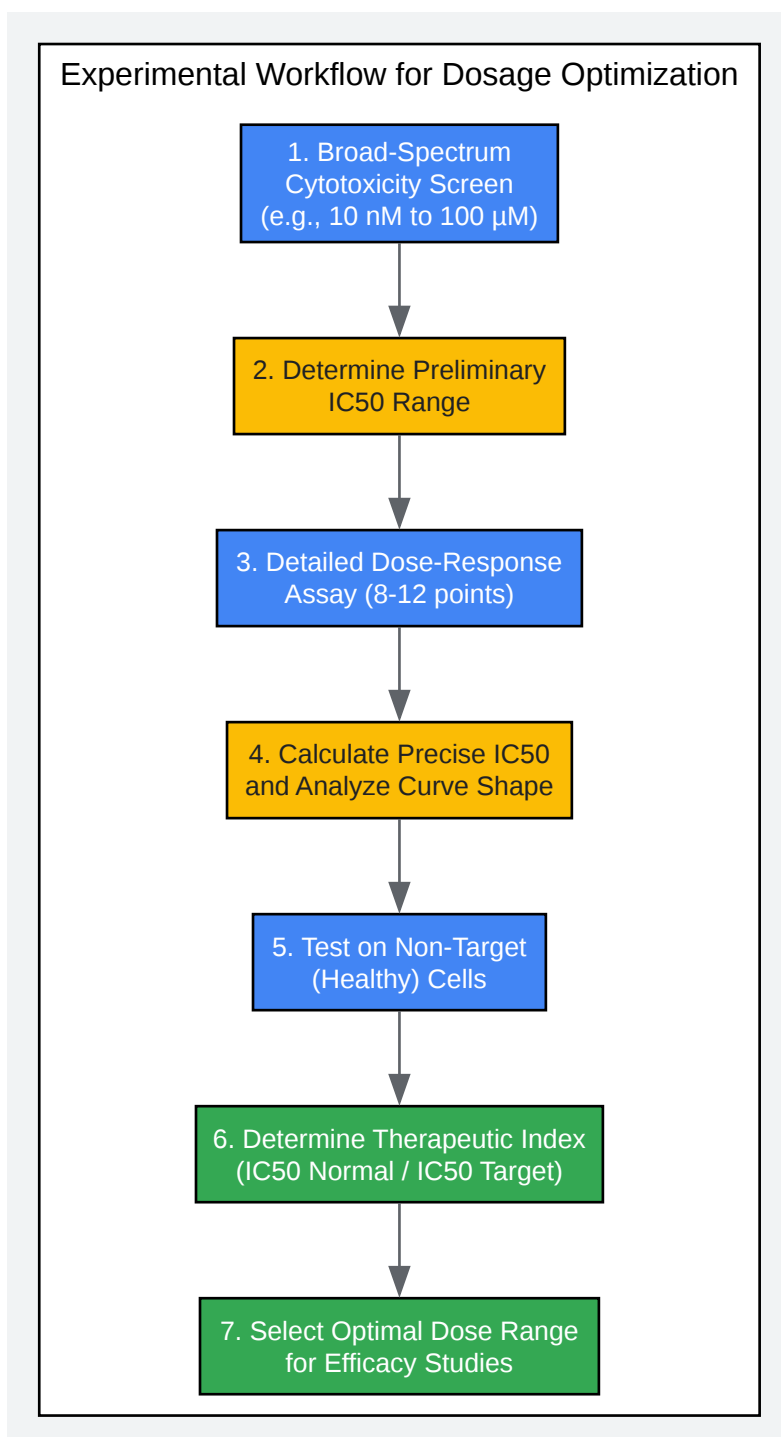 Experimental Workflow for Dosage Optimization
1. Broad-Spectrum
Cytotoxicity Screen
(e.g., 10 nM to 100 µM)
2. Determine Preliminary
IC50 Range
3. Detailed Dose-Response
Assay (8-12 points)
4. Calculate Precise IC50
and Analyze Curve Shape
5. Test on Non-Target
(Healthy) Cells
6. Determine Therapeutic Index
(IC50 Normal / IC50 Target)
7. Select Optimal Dose Range
for Efficacy Studies